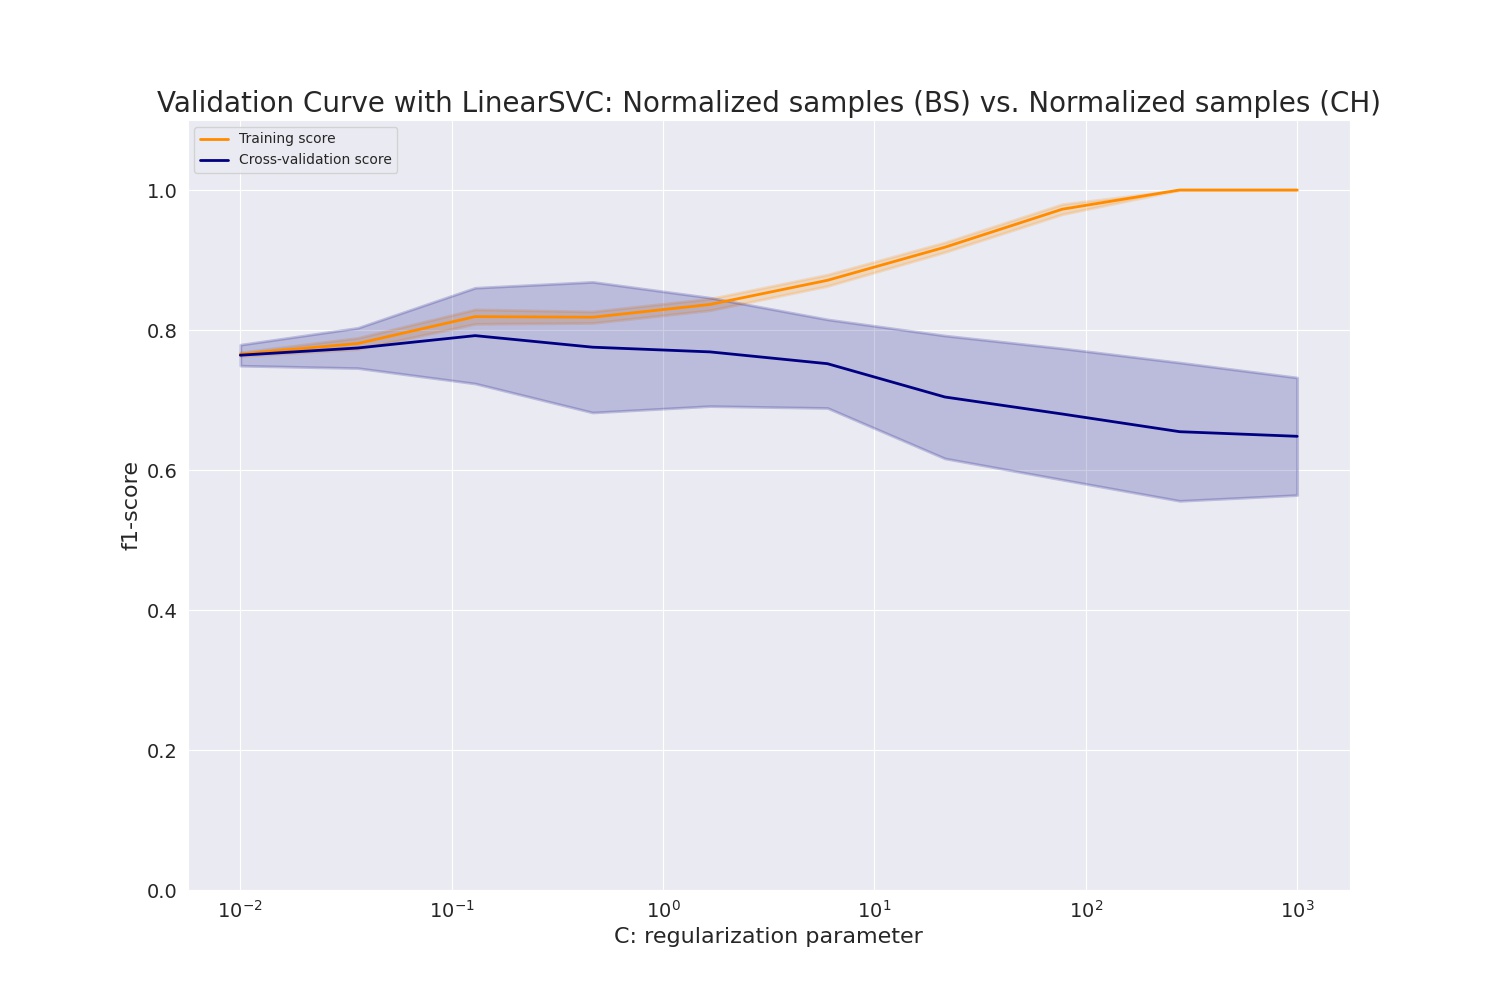 Validation Curve with LinearSVC: Normalized samples (BS) vs. Normalized samples (CH)
Training score
Cross-validation score
1.0
0.8
0.6
0.4
0.2
0.0
f1-score
10⁻² 10⁻¹ 10⁰ 10¹ 10² 10³
C: regularization parameter